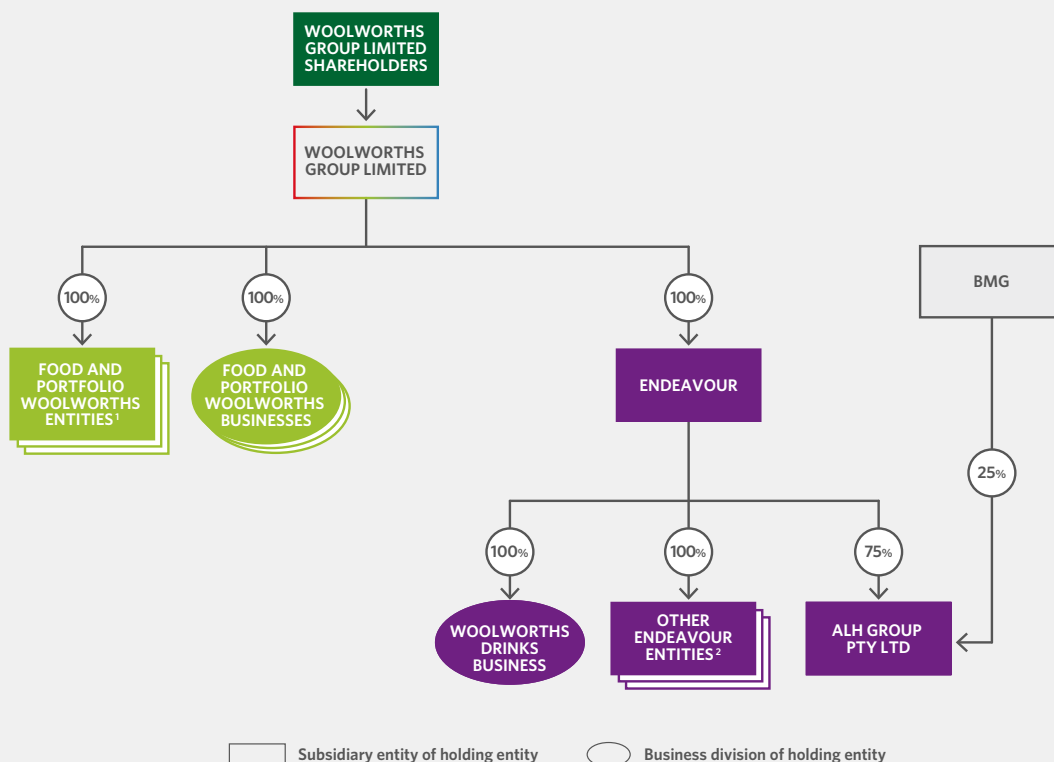 WOOLWORTHS
GROUP LIMITED
SHAREHOLDERS
WOOLWORTHS
GROUP LIMITED
BMG
100%
100%
100%
FOOD AND
PORTFOLIO
WOOLWORTHS
ENTITIES¹
FOOD AND
PORTFOLIO
WOOLWORTHS
BUSINESSES
ENDEAVOUR
25%
100%
100%
75%
WOOLWORTHS
DRINKS
BUSINESS
OTHER
ENDEAVOUR
ENTITIES²
ALH GROUP
PTY LTD
Subsidiary entity of holding entity
Business division of holding entity